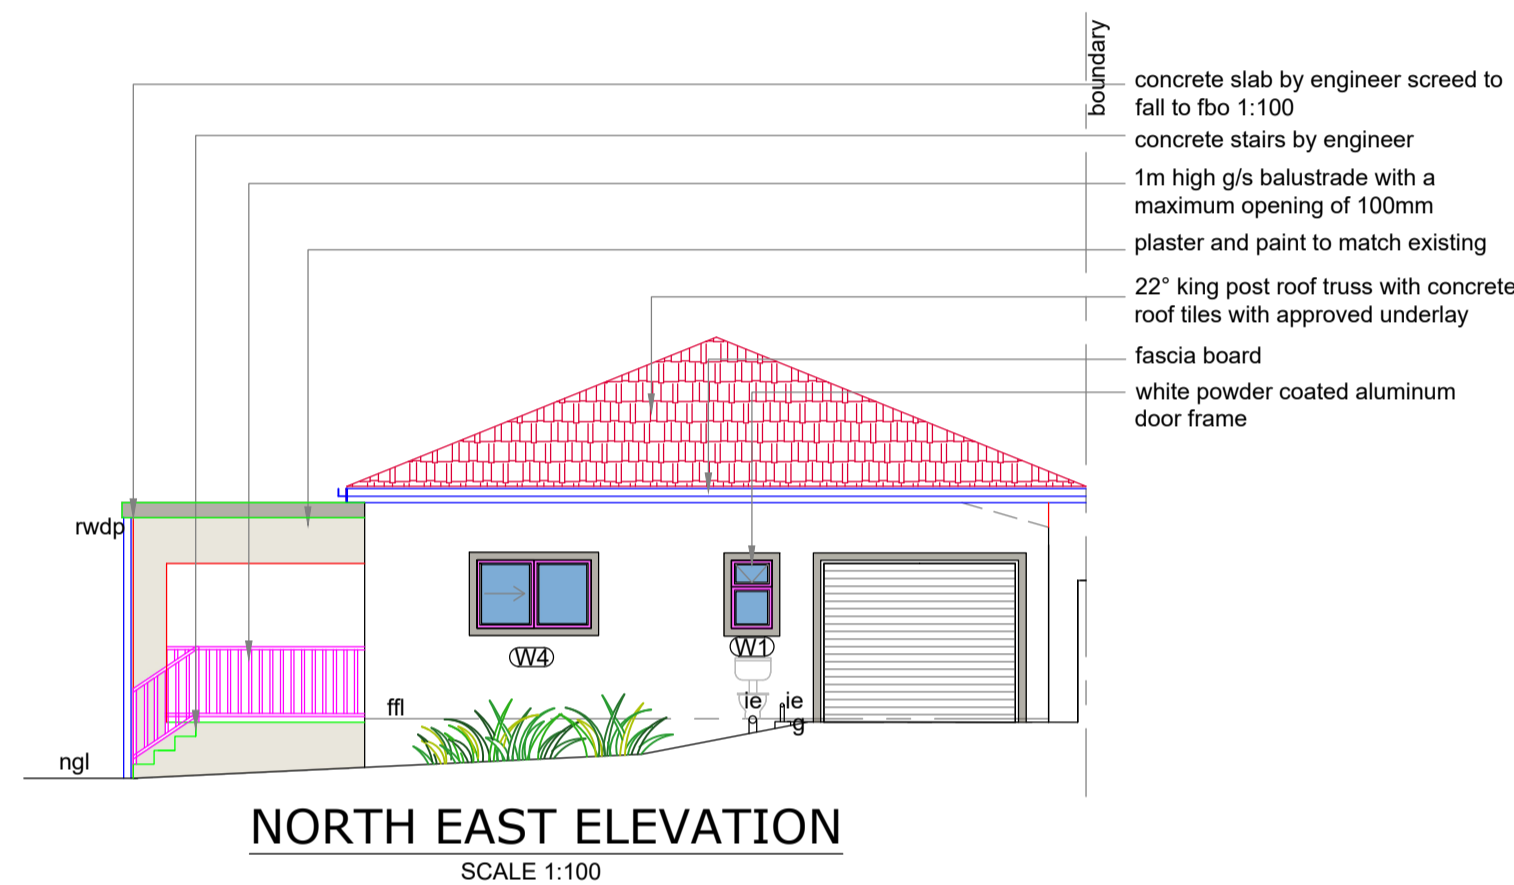 boundary
concrete slab by engineer screed to
fall to fbo 1:100
concrete stairs by engineer
1m high g/s balustrade with a
maximum opening of 100mm
plaster and paint to match existing
22° king post roof truss with concrete
roof tiles with approved underlay
fascia board
white powder coated aluminum
door frame
rwdp
W4
W1
ffl
ie
ie
g
ngl
NORTH EAST ELEVATION
SCALE 1:100